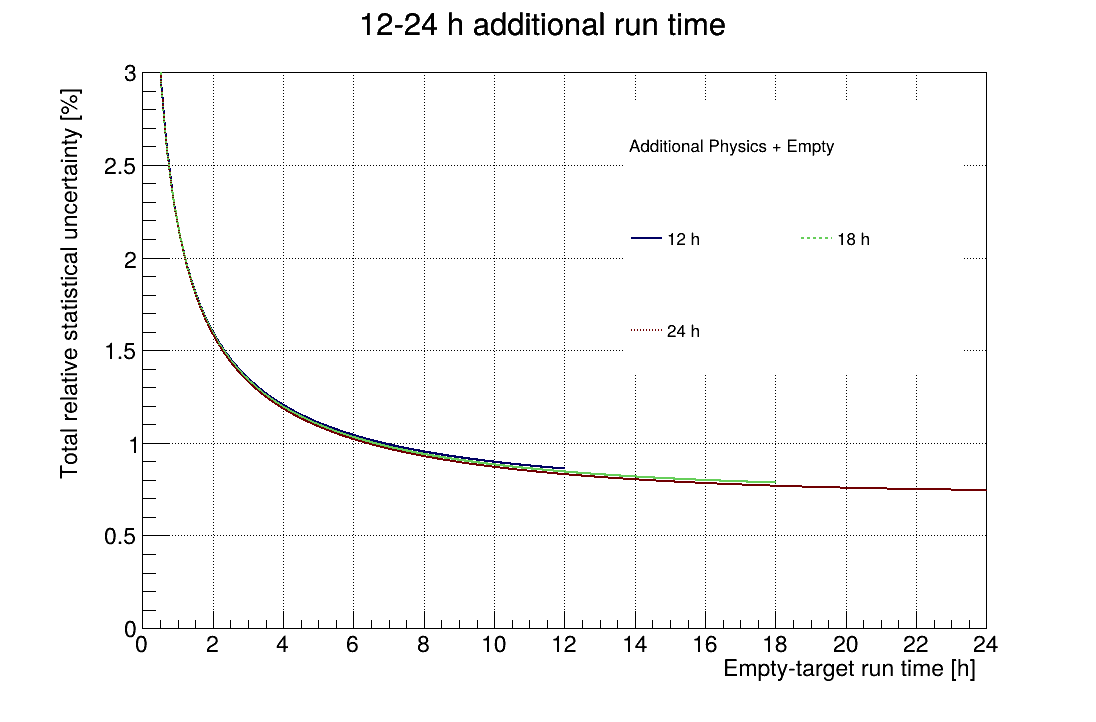 12-24 h additional run time
Total relative statistical uncertainty [%]
3
2.5
2
1.5
1
0.5
0
Additional Physics + Empty
12 h
18 h
24 h
0 2 4 6 8 10 12 14 16 18 20 22 24
Empty-target run time [h]